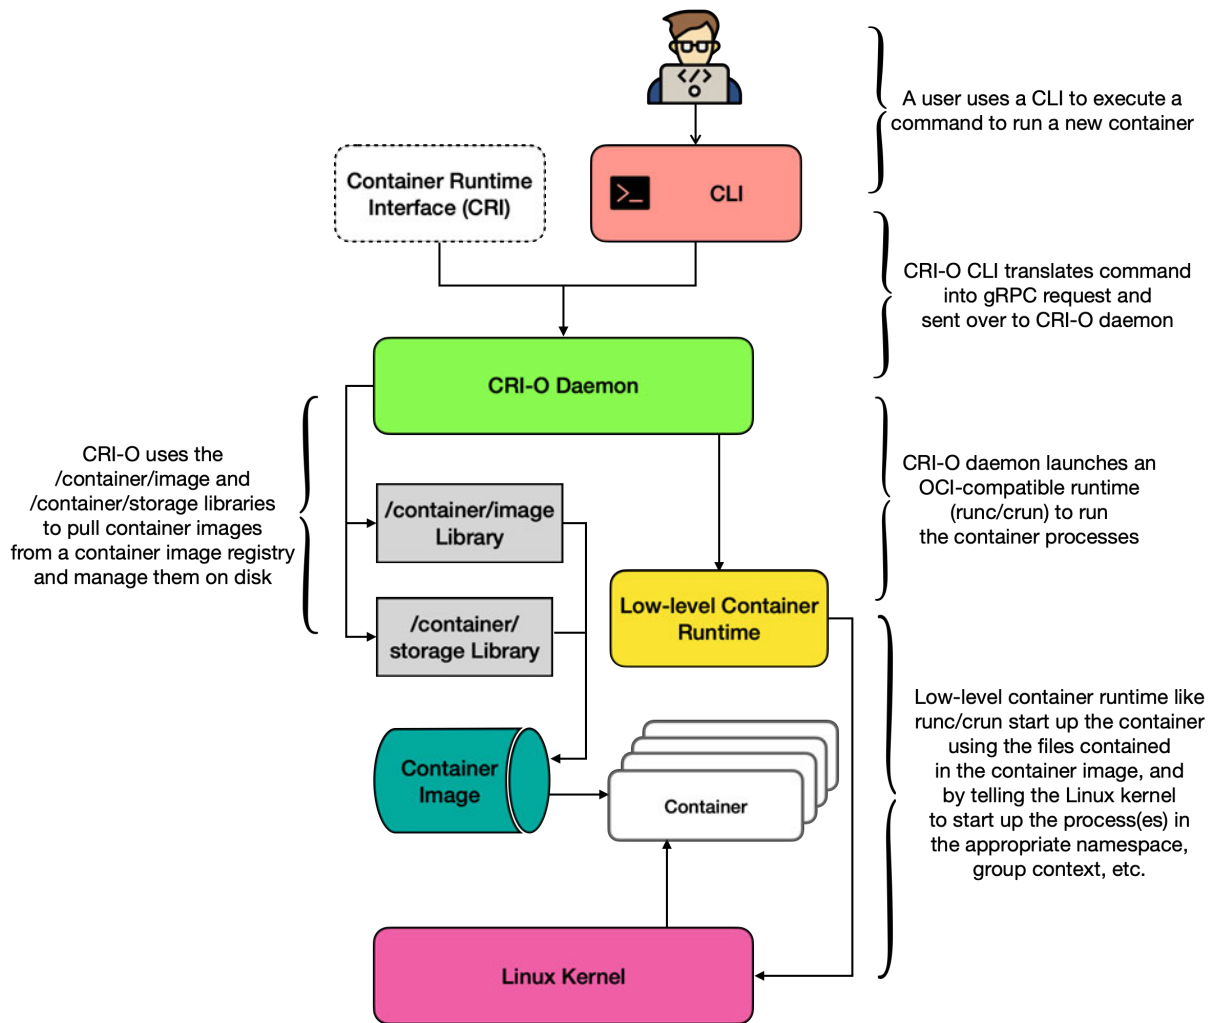 </>
A user uses a CLI to execute a
command to run a new container
Container Runtime
Interface (CRI)
>_
CLI
CRI-O CLI translates command
into gRPC request and
sent over to CRI-O daemon
CRI-O Daemon
CRI-O uses the
/container/image and
/container/storage libraries
to pull container images
from a container image registry
and manage them on disk
CRI-O daemon launches an
OCI-compatible runtime
(runc/crun) to run
the container processes
/container/image
Library
/container/
storage Library
Low-level Container
Runtime
Low-level container runtime like
runc/crun start up the container
using the files contained
in the container image, and
by telling the Linux kernel
to start up the process(es) in
the appropriate namespace,
group context, etc.
Container
Image
Container
Linux Kernel